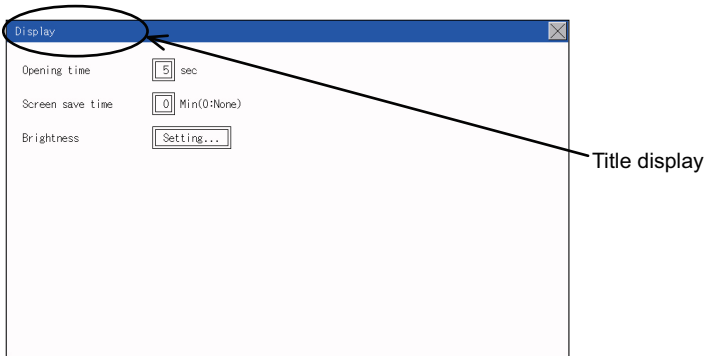 Display
Opening time 5 sec
Screen save time 0 Min(0:None)
Brightness Setting...
Title display